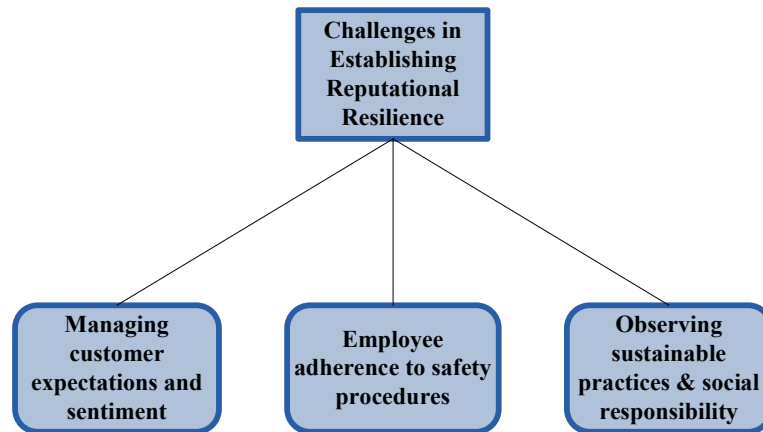 Challenges in
Establishing
Reputational
Resilience
Managing
customer
expectations and
sentiment
Employee
adherence to safety
procedures
Observing
sustainable
practices & social
responsibility